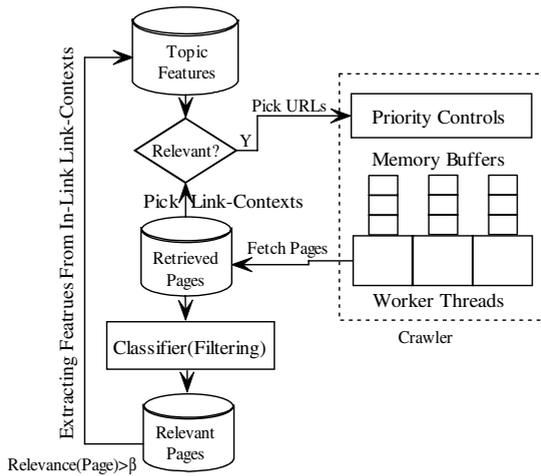 Topic
Features
Pick URLs
Priority Controls
Y
Relevant?
Memory Buffers
Pick Link-Contexts
Extracting Featrues From In-Link Link-Contexts
Retrieved
Pages
Fetch Pages
Worker Threads
Crawler
Classifier(Filtering)
Relevant
Pages
Relevance(Page)>β